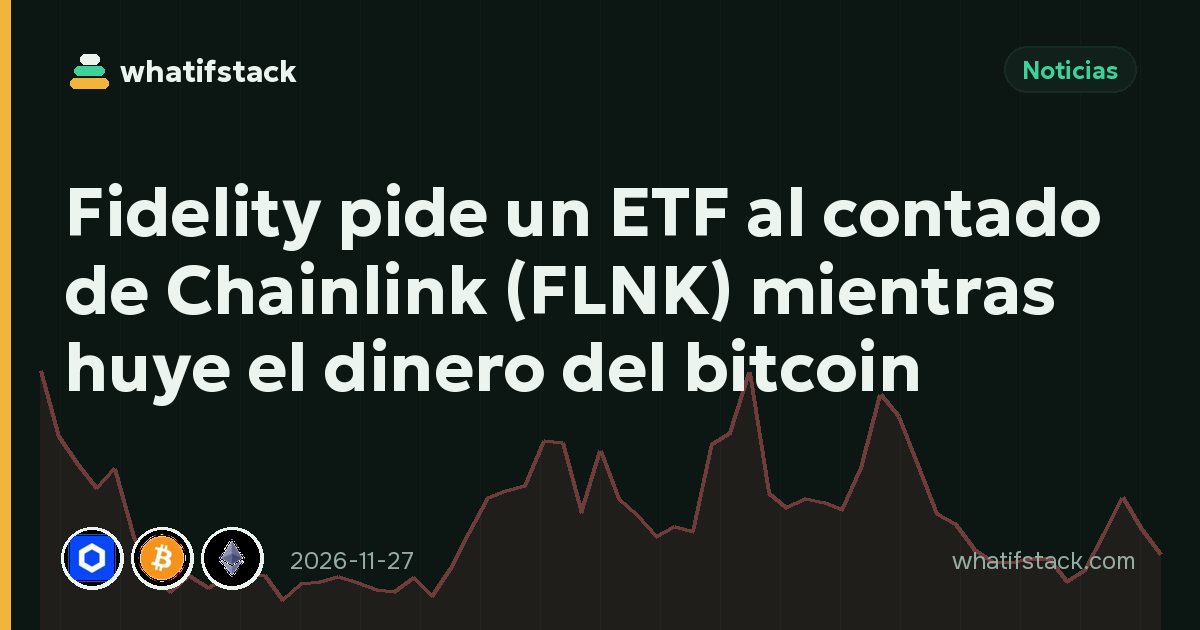 whatifstack
Noticias
Fidelity pide un ETF al contado
de Chainlink (FLNK) mientras
huye el dinero del bitcoin
2026-11-27
whatifstack.com